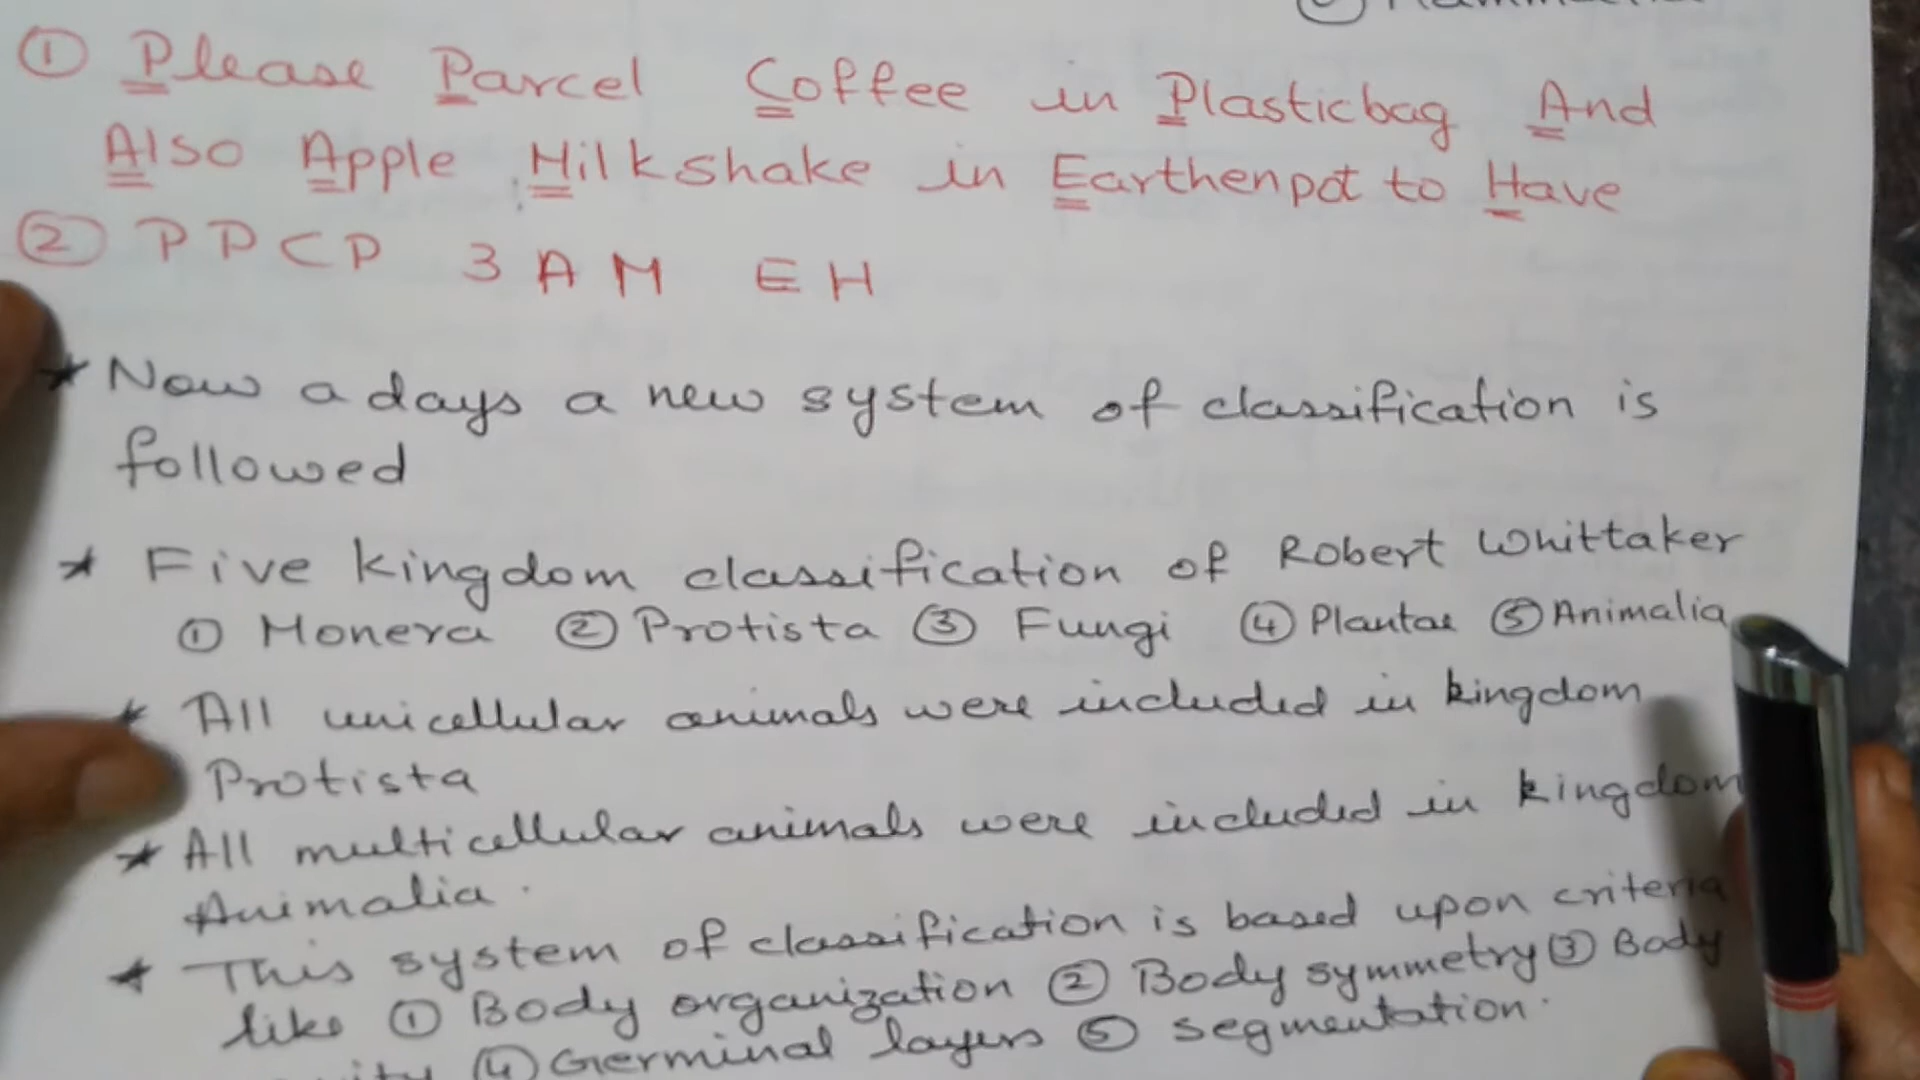 ① Please Parcel Coffee in Plasticbag And
Also Apple Milkshake in Earthenpot to Have
② P P C P 3 A M E H
★ Now a days a new system of classification is
followed
★ Five kingdom classification of Robert Whittaker
① Monera ② Protista ③ Fungi ④ Plantae ⑤ Animalia
★ All unicellular animals were included in kingdom
Protista
★ All multicellular animals were included in kingdom
Animalia.
★ This system of classification is based upon criteria
like ① Body organization ② Body symmetry ③ Body
④ Germinal layers ⑤ segmentation.